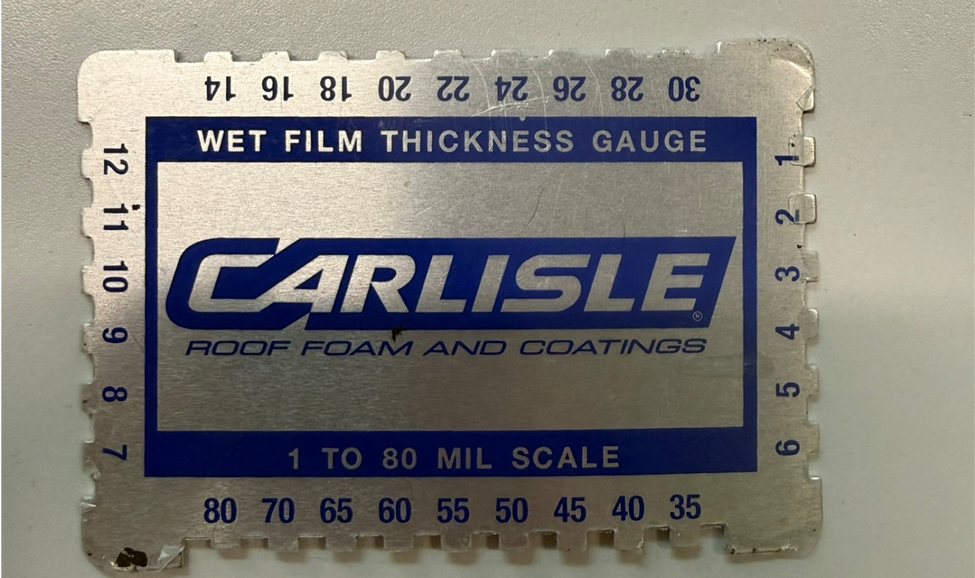 14 16 18 20 22 24 26 28 30
WET FILM THICKNESS GAUGE
12
11
10
9
8
7
CARLISLE®
ROOF FOAM AND COATINGS
1
2
3
4
5
6
1 TO 80 MIL SCALE
80 70 65 60 55 50 45 40 35